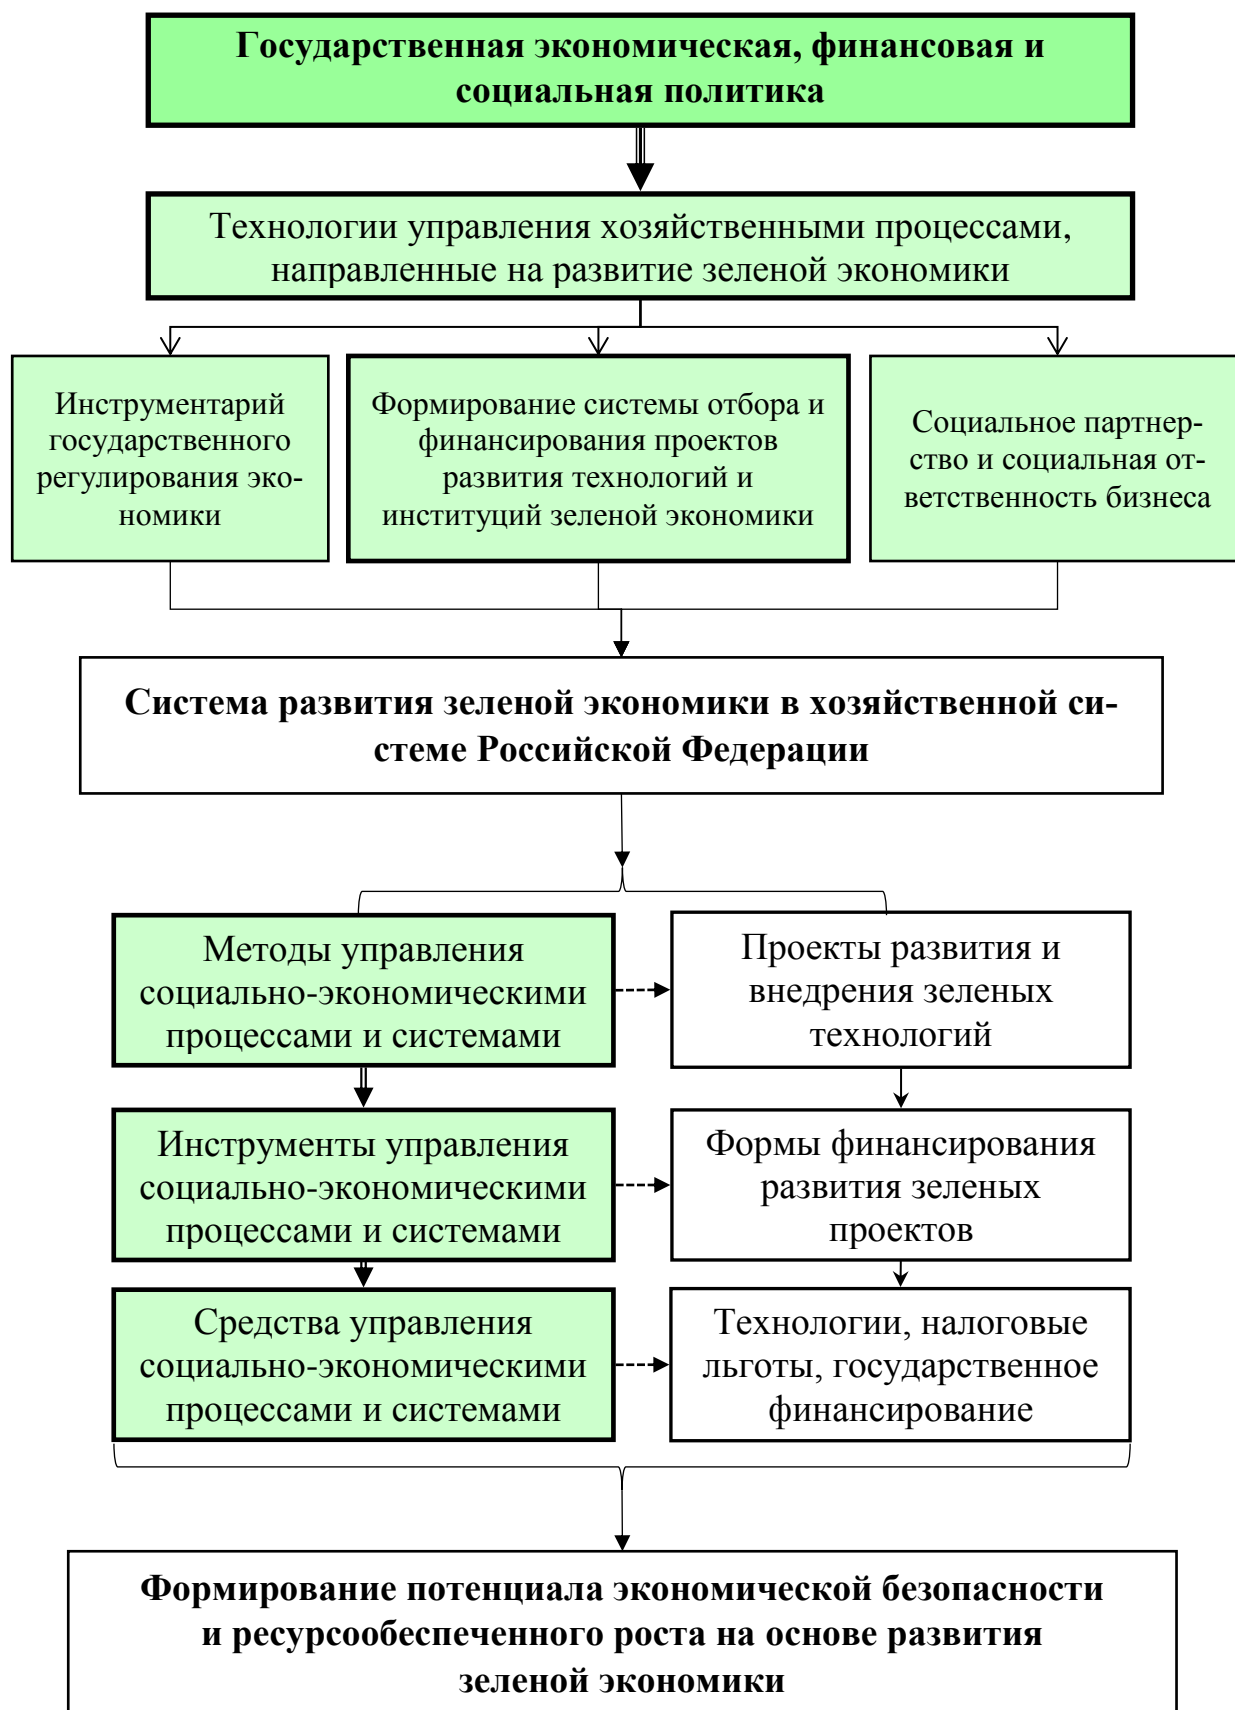 Государственная экономическая, финансовая и
социальная политика
Технологии управления хозяйственными процессами,
направленные на развитие зеленой экономики
Инструментарий
государственного
регулирования эко-
номики
Формирование системы отбора и
финансирования проектов
развития технологий и
институций зеленой экономики
Социальное партнер-
ство и социальная от-
ветственность бизнеса
Система развития зеленой экономики в хозяйственной си-
стеме Российской Федерации
Методы управления
социально-экономическими
процессами и системами
Проекты развития и
внедрения зеленых
технологий
Инструменты управления
социально-экономическими
процессами и системами
Формы финансирования
развития зеленых
проектов
Средства управления
социально-экономическими
процессами и системами
Технологии, налоговые
льготы, государственное
финансирование
Формирование потенциала экономической безопасности
и ресурсообеспеченного роста на основе развития
зеленой экономики